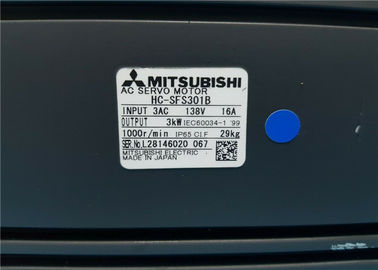 MITSUBISHI
AC SERVO MOTOR
HC-SFS301B
INPUT 3AC 138V 16A
OUTPUT 3kW IEC60034-1 '99
1000r/min IP65 Cl.F 29kg
SER.No.L28146020 067
MITSUBISHI ELECTRIC
MADE IN JAPAN